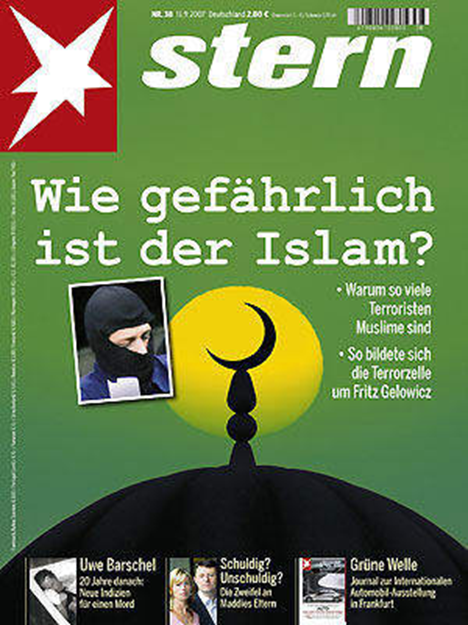 NR. 38 13.9.2007 Deutschland 2,80 €
stern
Wie gefährlich
ist der Islam?
• Warum so viele
Terroristen
Muslime sind
• So bildete sich
die Terrorzelle
um Fritz Gelowicz
Uwe Barschel
20 Jahre danach:
Neue Indizien
für einen Mord
Schuldig?
Unschuldig?
Die Zweifel an
Maddies Eltern
Grüne Welle
Journal zur Internationalen
Automobil-Ausstellung
in Frankfurt